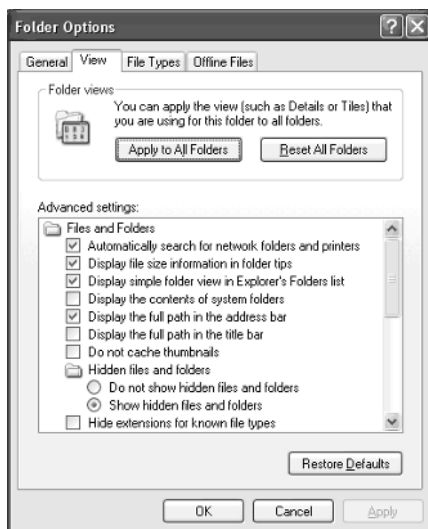 Folder Options
General View File Types Offline Files
Folder views
You can apply the view (such as Details or Tiles) that
you are using for this folder to all folders.
Apply to All Folders Reset All Folders
Advanced settings:
Files and Folders
Automatically search for network folders and printers
Display file size information in folder tips
Display simple folder view in Explorer's Folders list
Display the contents of system folders
Display the full path in the address bar
Display the full path in the title bar
Do not cache thumbnails
Hidden files and folders
Do not show hidden files and folders
Show hidden files and folders
Hide extensions for known file types
Restore Defaults
OK Cancel Apply